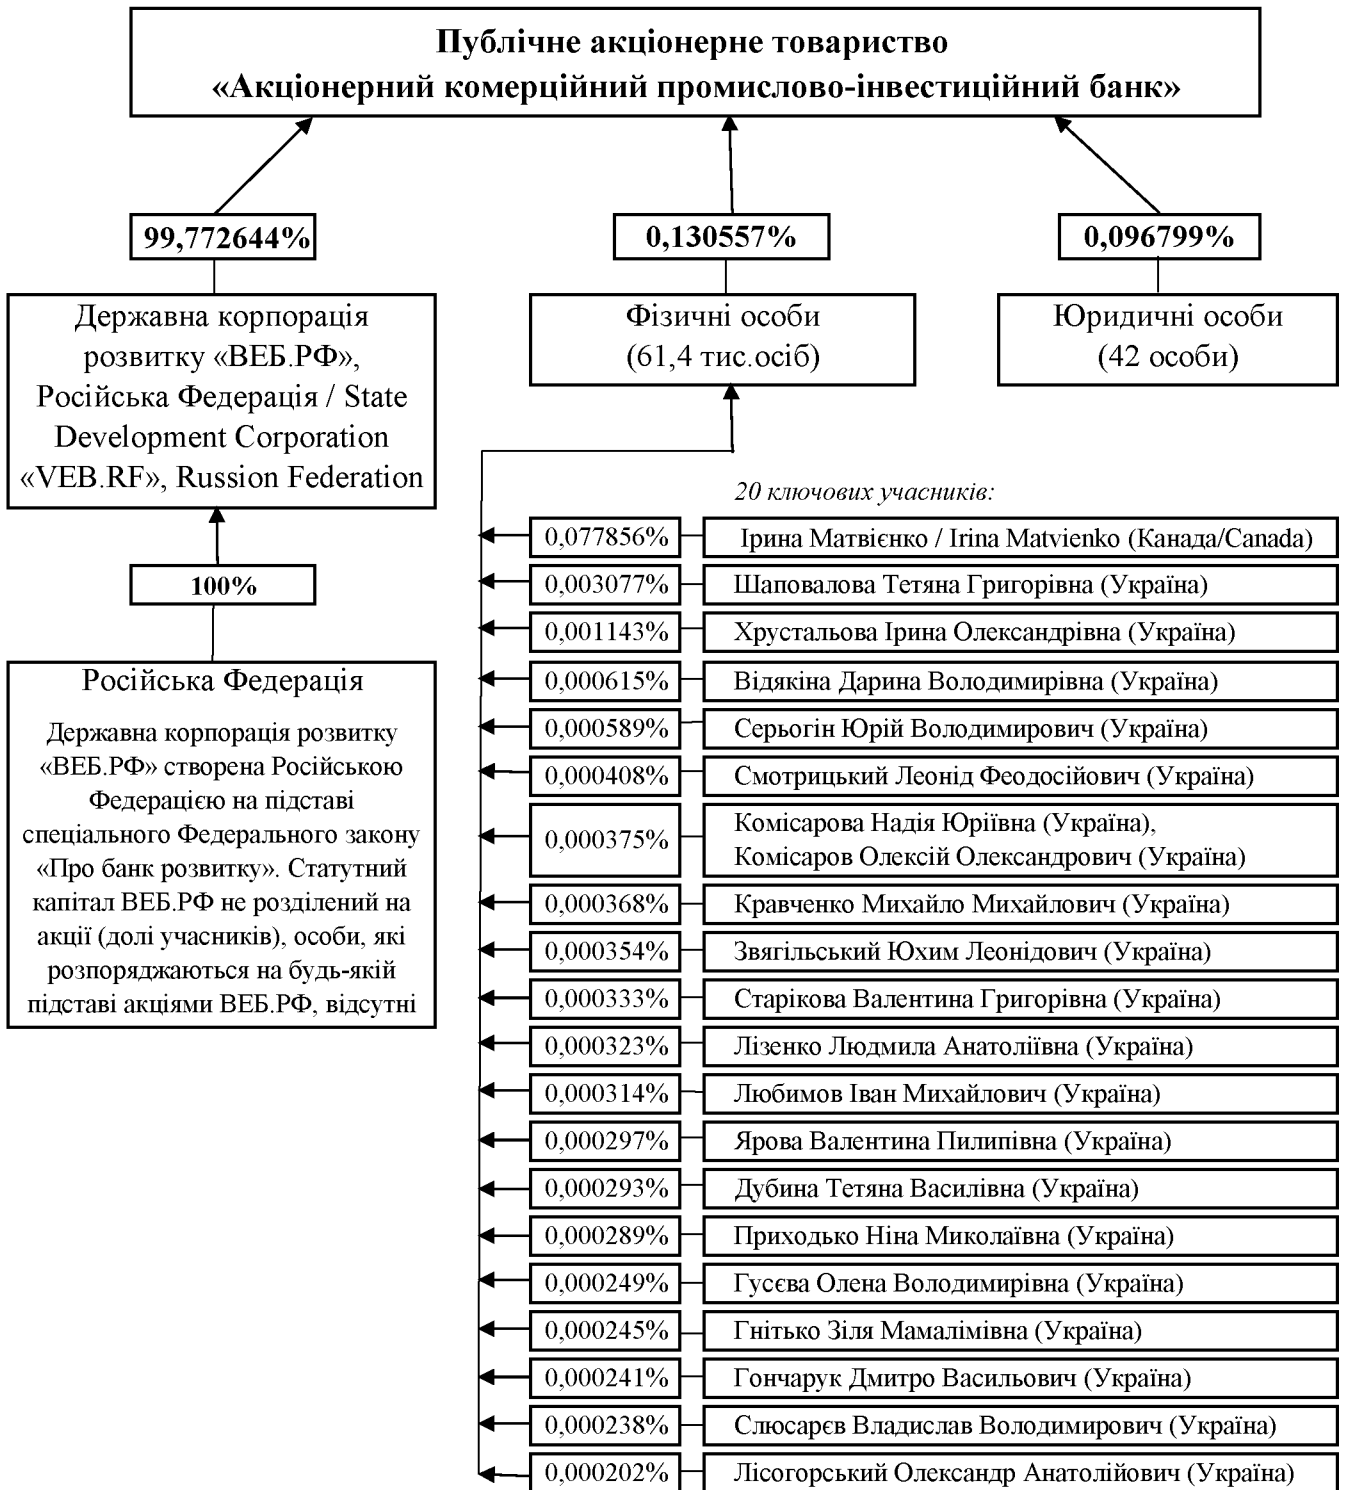 Публічне акціонерне товариство
«Акціонерний комерційний промислово-інвестиційний банк»
99,772644%
0,130557%
0,096799%
Державна корпорація
розвитку «ВЕБ.РФ»,
Російська Федерація / State
Development Corporation
«VEB.RF», Russion Federation
Фізичні особи
(61,4 тис.осіб)
Юридичні особи
(42 особи)
100%
Російська Федерація
Державна корпорація розвитку
«ВЕБ.РФ» створена Російською
Федерацією на підставі
спеціального Федерального закону
«Про банк розвитку». Статутний
капітал ВЕБ.РФ не розділений на
акції (долі учасників), особи, які
розпоряджаються на будь-якій
підставі акціями ВЕБ.РФ, відсутні
20 ключових учасників:
0,077856% Ірина Матвієнко / Irina Matvienko (Канада/Canada)
0,003077% Шаповалова Тетяна Григорівна (Україна)
0,001143% Хрустальова Ірина Олександрівна (Україна)
0,000615% Відякіна Дарина Володимирівна (Україна)
0,000589% Серьогін Юрій Володимирович (Україна)
0,000408% Смотрицький Леонід Феодосійович (Україна)
0,000375% Комісарова Надія Юріївна (Україна),
Комісаров Олексій Олександрович (Україна)
0,000368% Кравченко Михайло Михайлович (Україна)
0,000354% Звягільський Юхим Леонідович (Україна)
0,000333% Старікова Валентина Григорівна (Україна)
0,000323% Лізенко Людмила Анатоліївна (Україна)
0,000314% Любимов Іван Михайлович (Україна)
0,000297% Ярова Валентина Пилипівна (Україна)
0,000293% Дубина Тетяна Василівна (Україна)
0,000289% Приходько Ніна Миколаївна (Україна)
0,000249% Гусєва Олена Володимирівна (Україна)
0,000245% Гнітько Зіля Мамалімівна (Україна)
0,000241% Гончарук Дмитро Васильович (Україна)
0,000238% Слюсарєв Владислав Володимирович (Україна)
0,000202% Лісогорський Олександр Анатолійович (Україна)